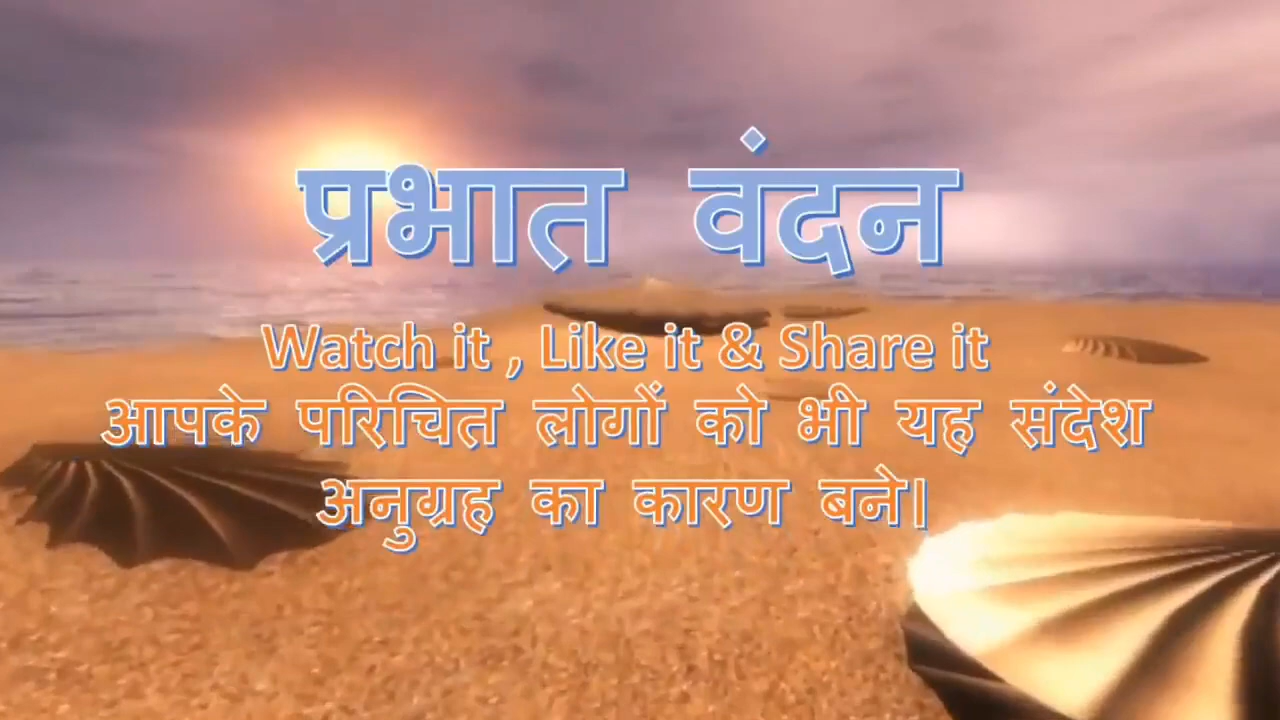 प्रभात वंदन
Watch it , Like it & Share it
आपके परिचित लोगों को भी यह संदेश
अनुग्रह का कारण बने।